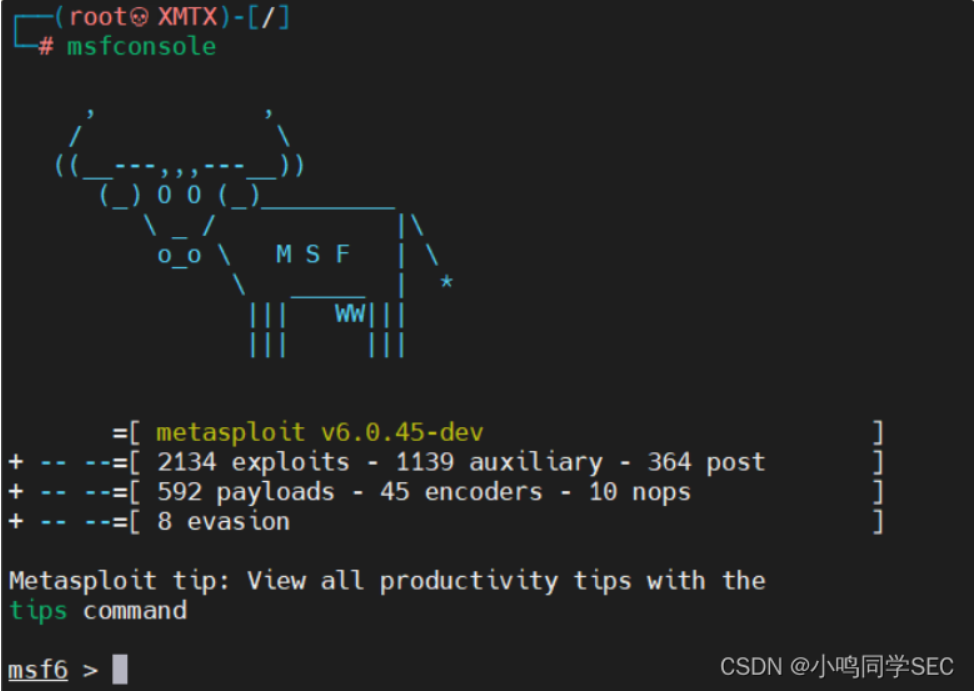 ┌──(root💀XMTX)-[/]
└─# msfconsole
     ,           ,
    /             \
   ((__---,,,---__))
      (_) O O (_)_________
         \ _ /            |\
          o_o \   M S F   | \
               \   _____  |  *
                |||   WW|||
                |||     |||
=[ metasploit v6.0.45-dev ]
+ -- --=[ 2134 exploits - 1139 auxiliary - 364 post ]
+ -- --=[ 592 payloads - 45 encoders - 10 nops ]
+ -- --=[ 8 evasion ]
Metasploit tip: View all productivity tips with the
tips command
msf6 >
CSDN @小鸣同学SEC